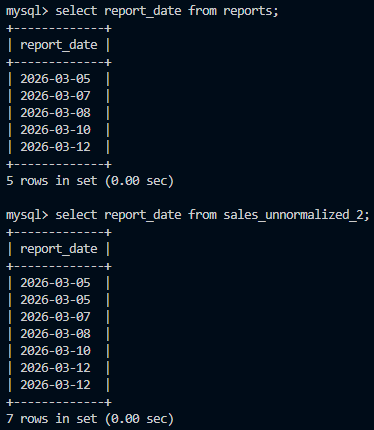 mysql> select report_date from reports;
+-------------+
| report_date |
+-------------+
| 2026-03-05  |
| 2026-03-07  |
| 2026-03-08  |
| 2026-03-10  |
| 2026-03-12  |
+-------------+
5 rows in set (0.00 sec)

mysql> select report_date from sales_unnormalized_2;
+-------------+
| report_date |
+-------------+
| 2026-03-05  |
| 2026-03-05  |
| 2026-03-07  |
| 2026-03-08  |
| 2026-03-10  |
| 2026-03-12  |
| 2026-03-12  |
+-------------+
7 rows in set (0.00 sec)